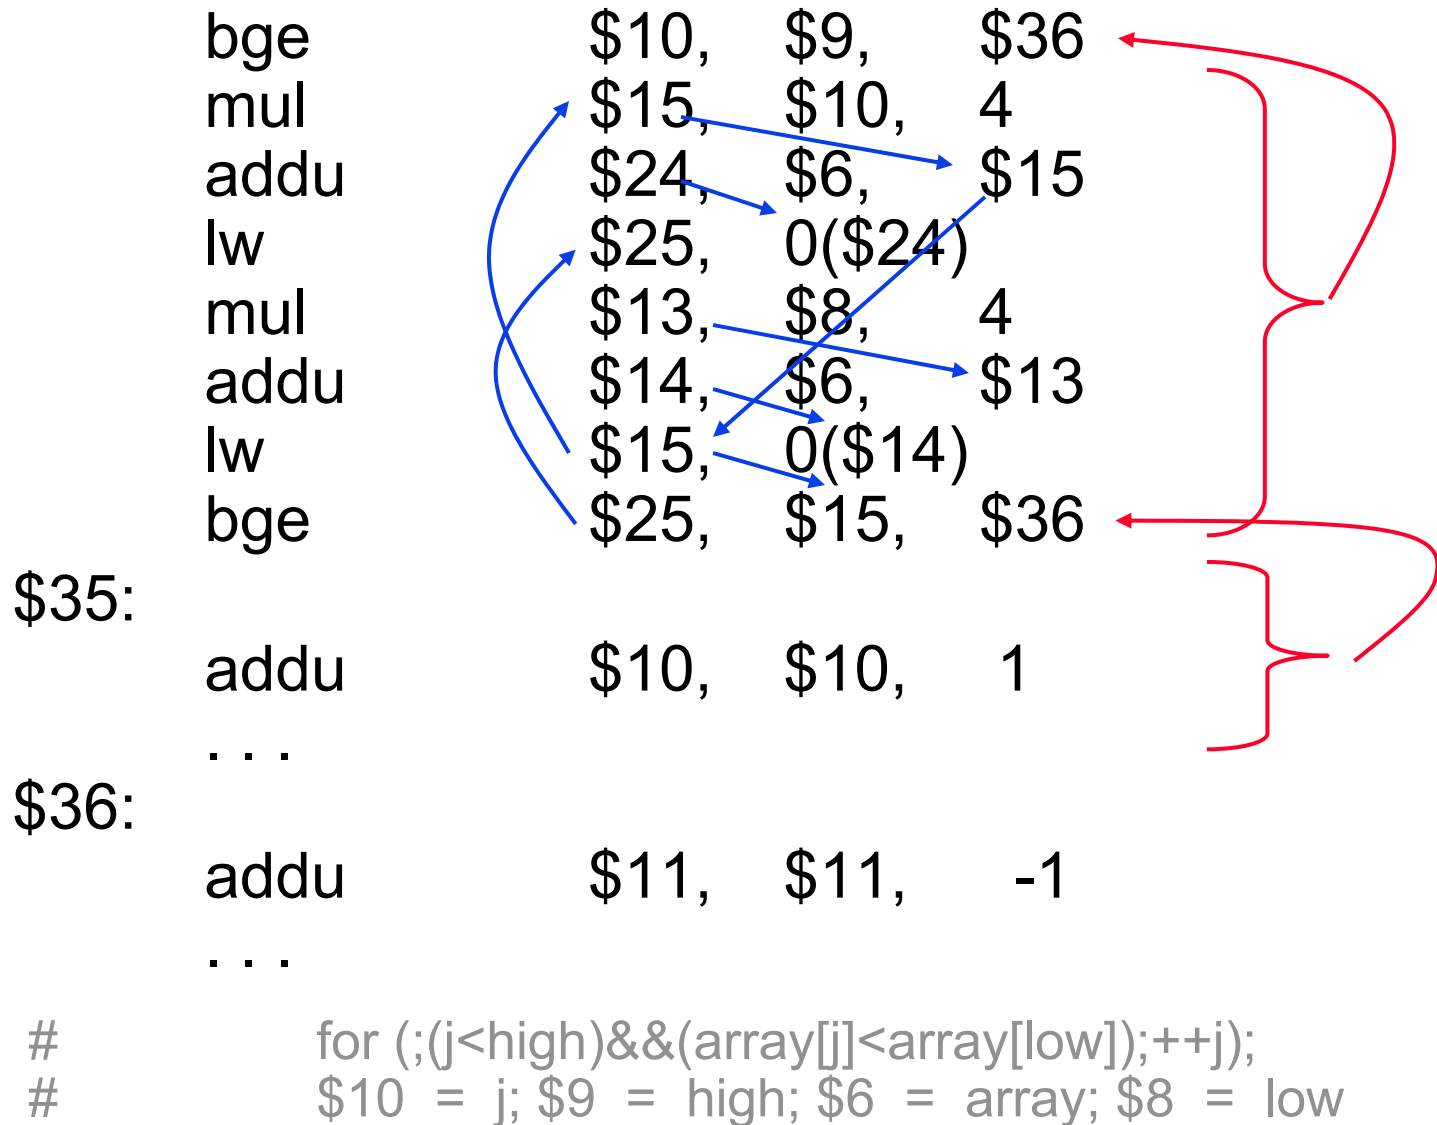 bge $10, $9, $36
mul $15, $10, 4
addu $24, $6, $15
lw $25, 0($24)
mul $13, $8, 4
addu $14, $6, $13
lw $15, 0($14)
bge $25, $15, $36
$35:
addu $10, $10, 1
. . .
$36:
addu $11, $11, -1
. . .
# for (;(j<high)&&(array[j]<array[low]);++j);
# $10 = j; $9 = high; $6 = array; $8 = low